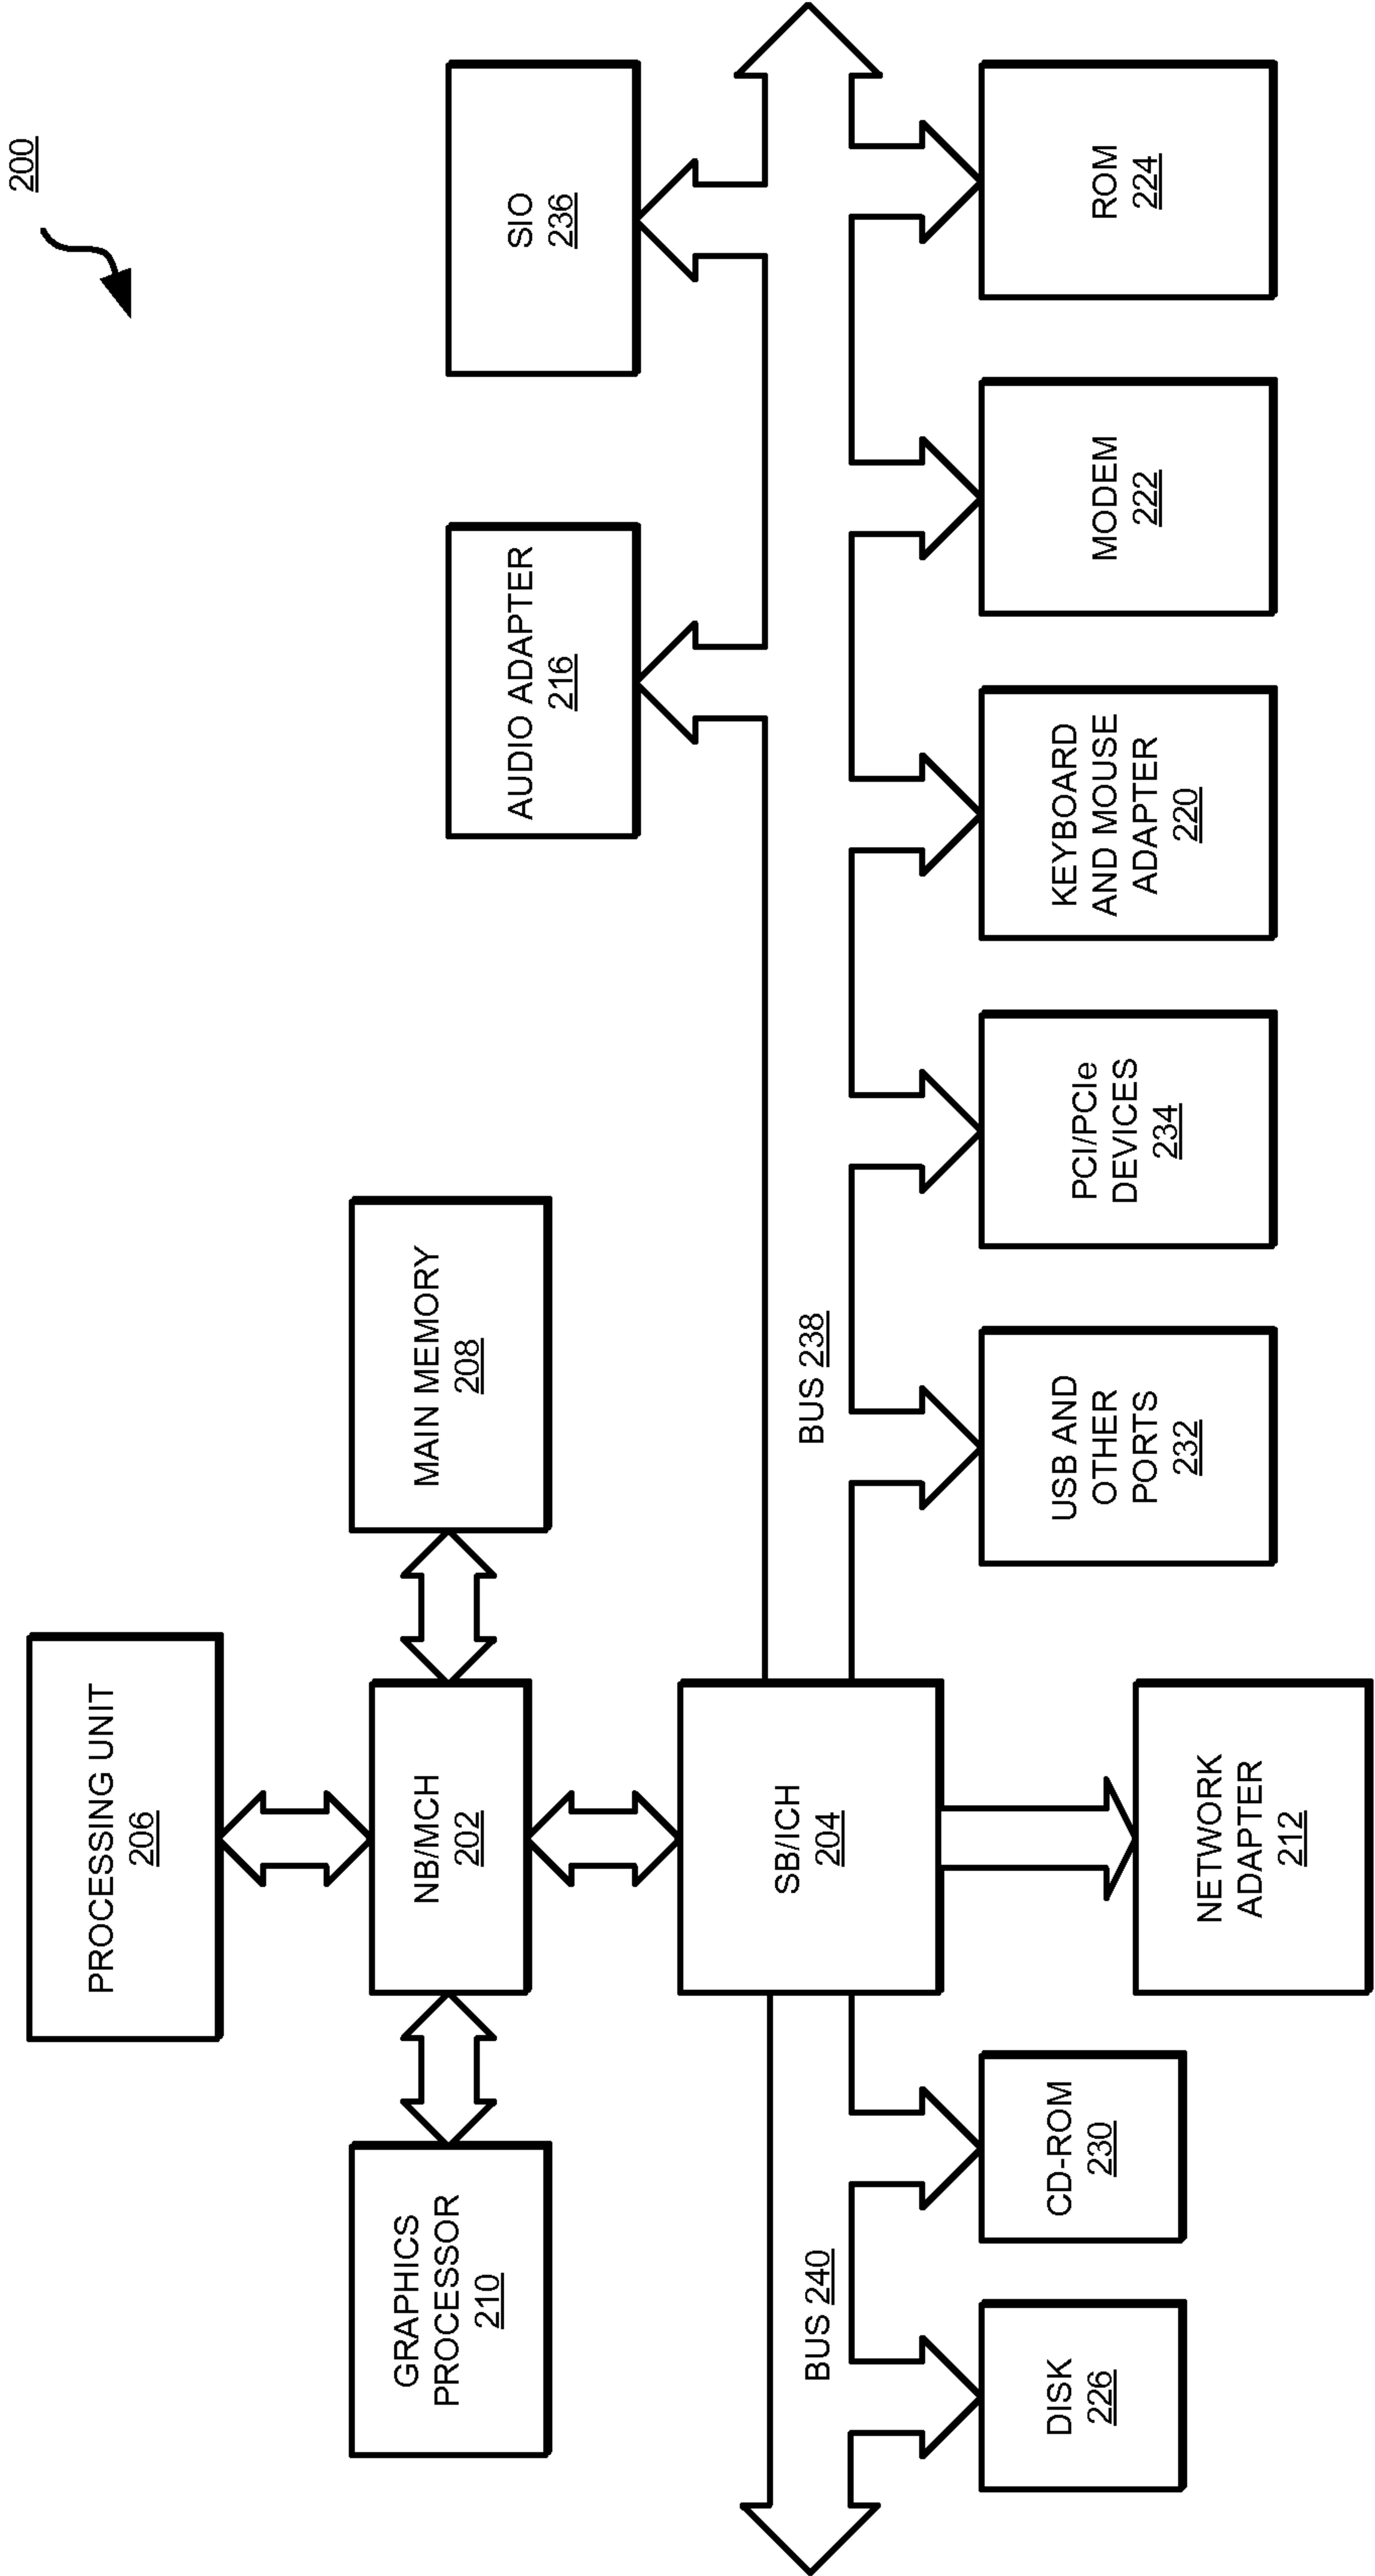 200
PROCESSING UNIT
206
GRAPHICS
PROCESSOR
210
NB/MCH
202
MAIN MEMORY
208
AUDIO ADAPTER
216
SIO
236
SB/ICH
204
BUS 240
BUS 238
DISK
226
CD-ROM
230
NETWORK
ADAPTER
212
USB AND
OTHER
PORTS
232
PCI/PCIe
DEVICES
234
KEYBOARD
AND MOUSE
ADAPTER
220
MODEM
222
ROM
224